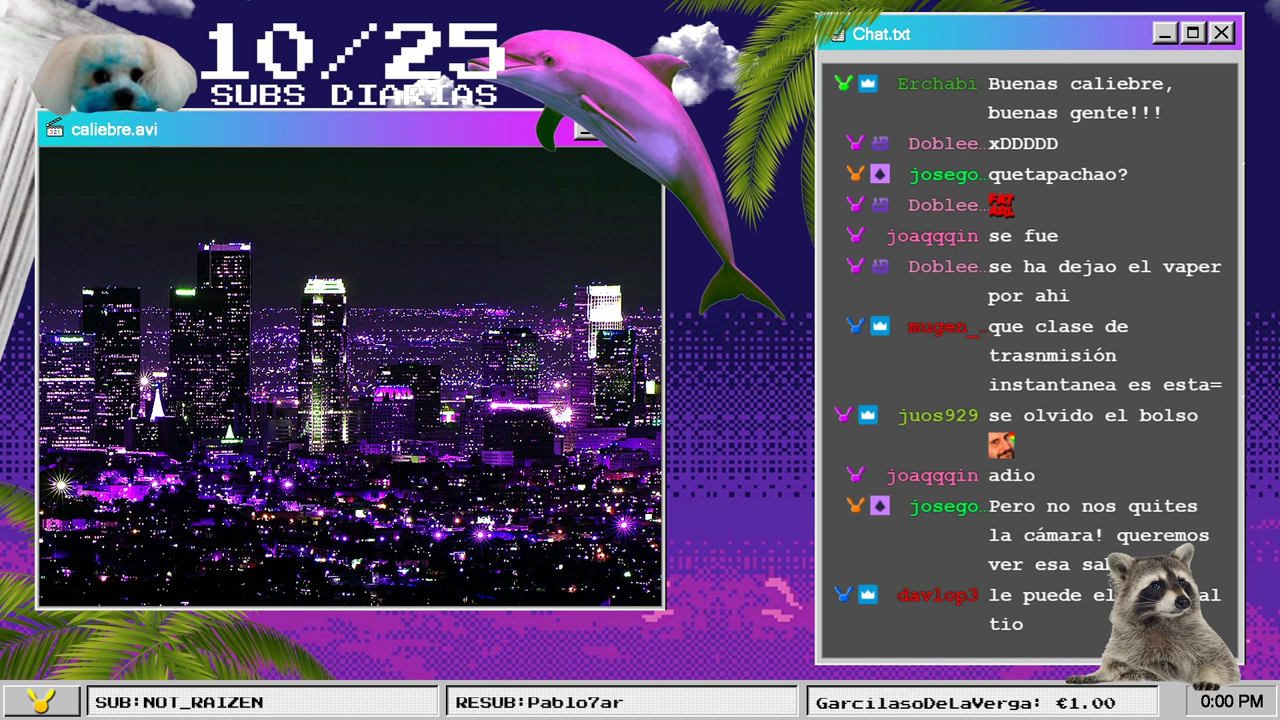 10/25
SUBS DIARIAS
caliebre.avi
Chat.txt
Erchabi Buenas caliebre,
buenas gente!!!
Doblee… xDDDDD
josego… quetapachao?
Doblee… FAT
joaqqqin se fue
Doblee… se ha dejao el vaper
por ahi
mugen_… que clase de
trasnmisión
instantanea es esta=
juos929 se olvido el bolso
joaqqqin adio
josego… Pero no nos quites
la cámara! queremos
ver esa
davlop3 le puede
tio
SUB:NOT_RAIZEN
RESUB:Pablo7ar
GarcilasoDeLaVerga: €1.00
0:00 PM